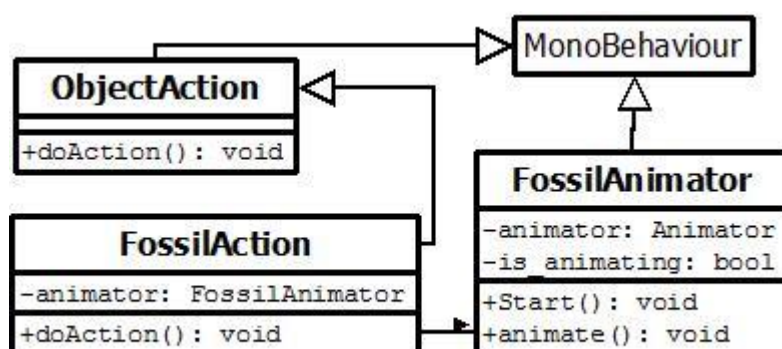 MonoBehaviour
ObjectAction
+doAction(): void
FossilAnimator
-animator: Animator
-is_animating: bool
+Start(): void
+animate(): void
FossilAction
-animator: FossilAnimator
+doAction(): void